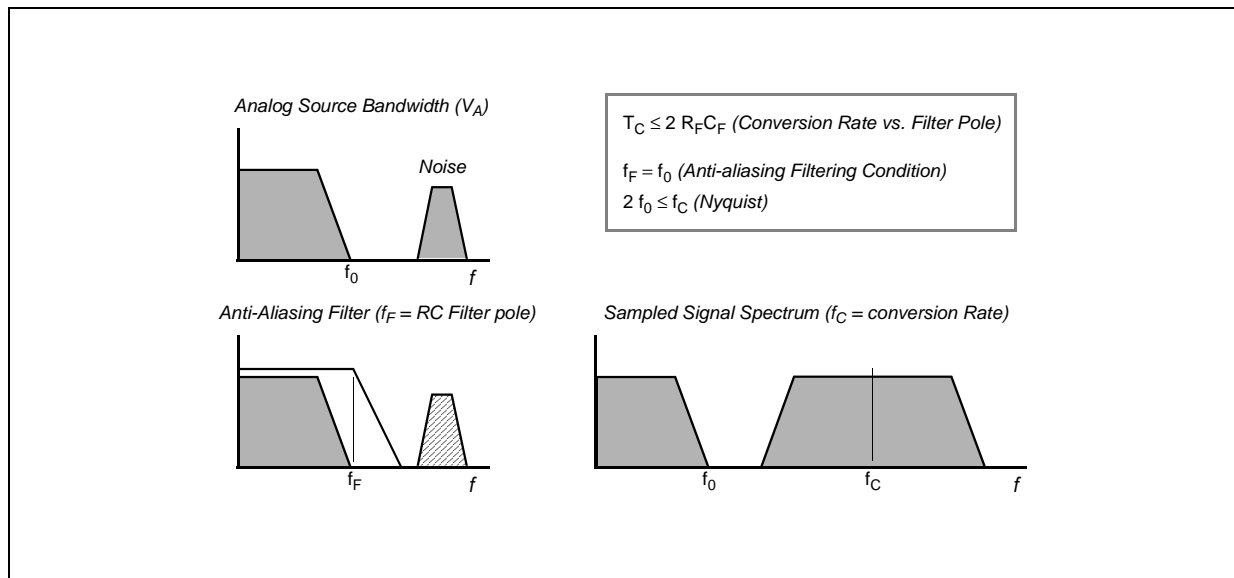 Analog Source Bandwidth (V_A)
Noise
f_0
f
T_C ≤ 2 R_FC_F (Conversion Rate vs. Filter Pole)
f_F = f_0 (Anti-aliasing Filtering Condition)
2 f_0 ≤ f_C (Nyquist)
Anti-Aliasing Filter (f_F = RC Filter pole)
f_F
f
Sampled Signal Spectrum (f_C = conversion Rate)
f_0
f_C
f